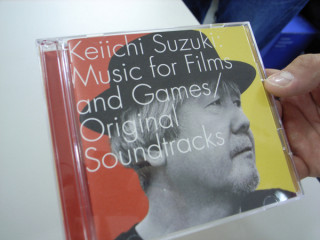 Keiichi Suzuki:
Music for Films
and Games/
Original
Soundtracks